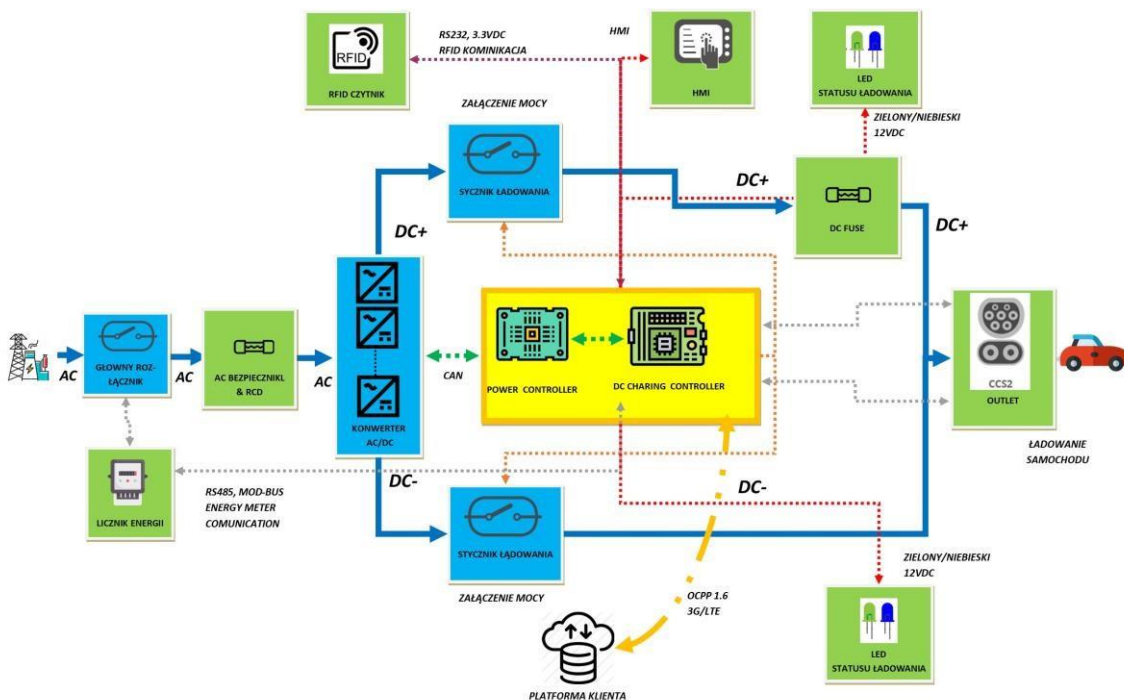 RFID
RFID CZYTNIK
RS232, 3.3VDC
RFID KOMINIKACJA
HMI
HMI
LED
STATUSU ŁADOWANIA
ZIELONY/NIEBIESKI
12VDC
ZAŁĄCZENIE MOCY
SYCZNIK ŁADOWANIA
DC+
DC FUSE
DC+
DC+
AC
GŁOWNY ROZ-
ŁĄCZNIK
AC
AC BEZPIECZNIKL
& RCD
AC
KONWERTER
AC/DC
CAN
POWER CONTROLLER
DC CHARING CONTROLLER
CCS2
OUTLET
ŁADOWANIE
SAMOCHODU
LICZNIK ENERGII
RS485, MOD-BUS
ENERGY METER
COMUNICATION
DC-
DC-
STYCZNIK ŁĄDOWANIA
ZAŁĄCZENIE MOCY
OCPP 1.6
3G/LTE
ZIELONY/NIEBIESKI
12VDC
LED
STATUSU ŁADOWANIA
PLATFORMA KLIENTA